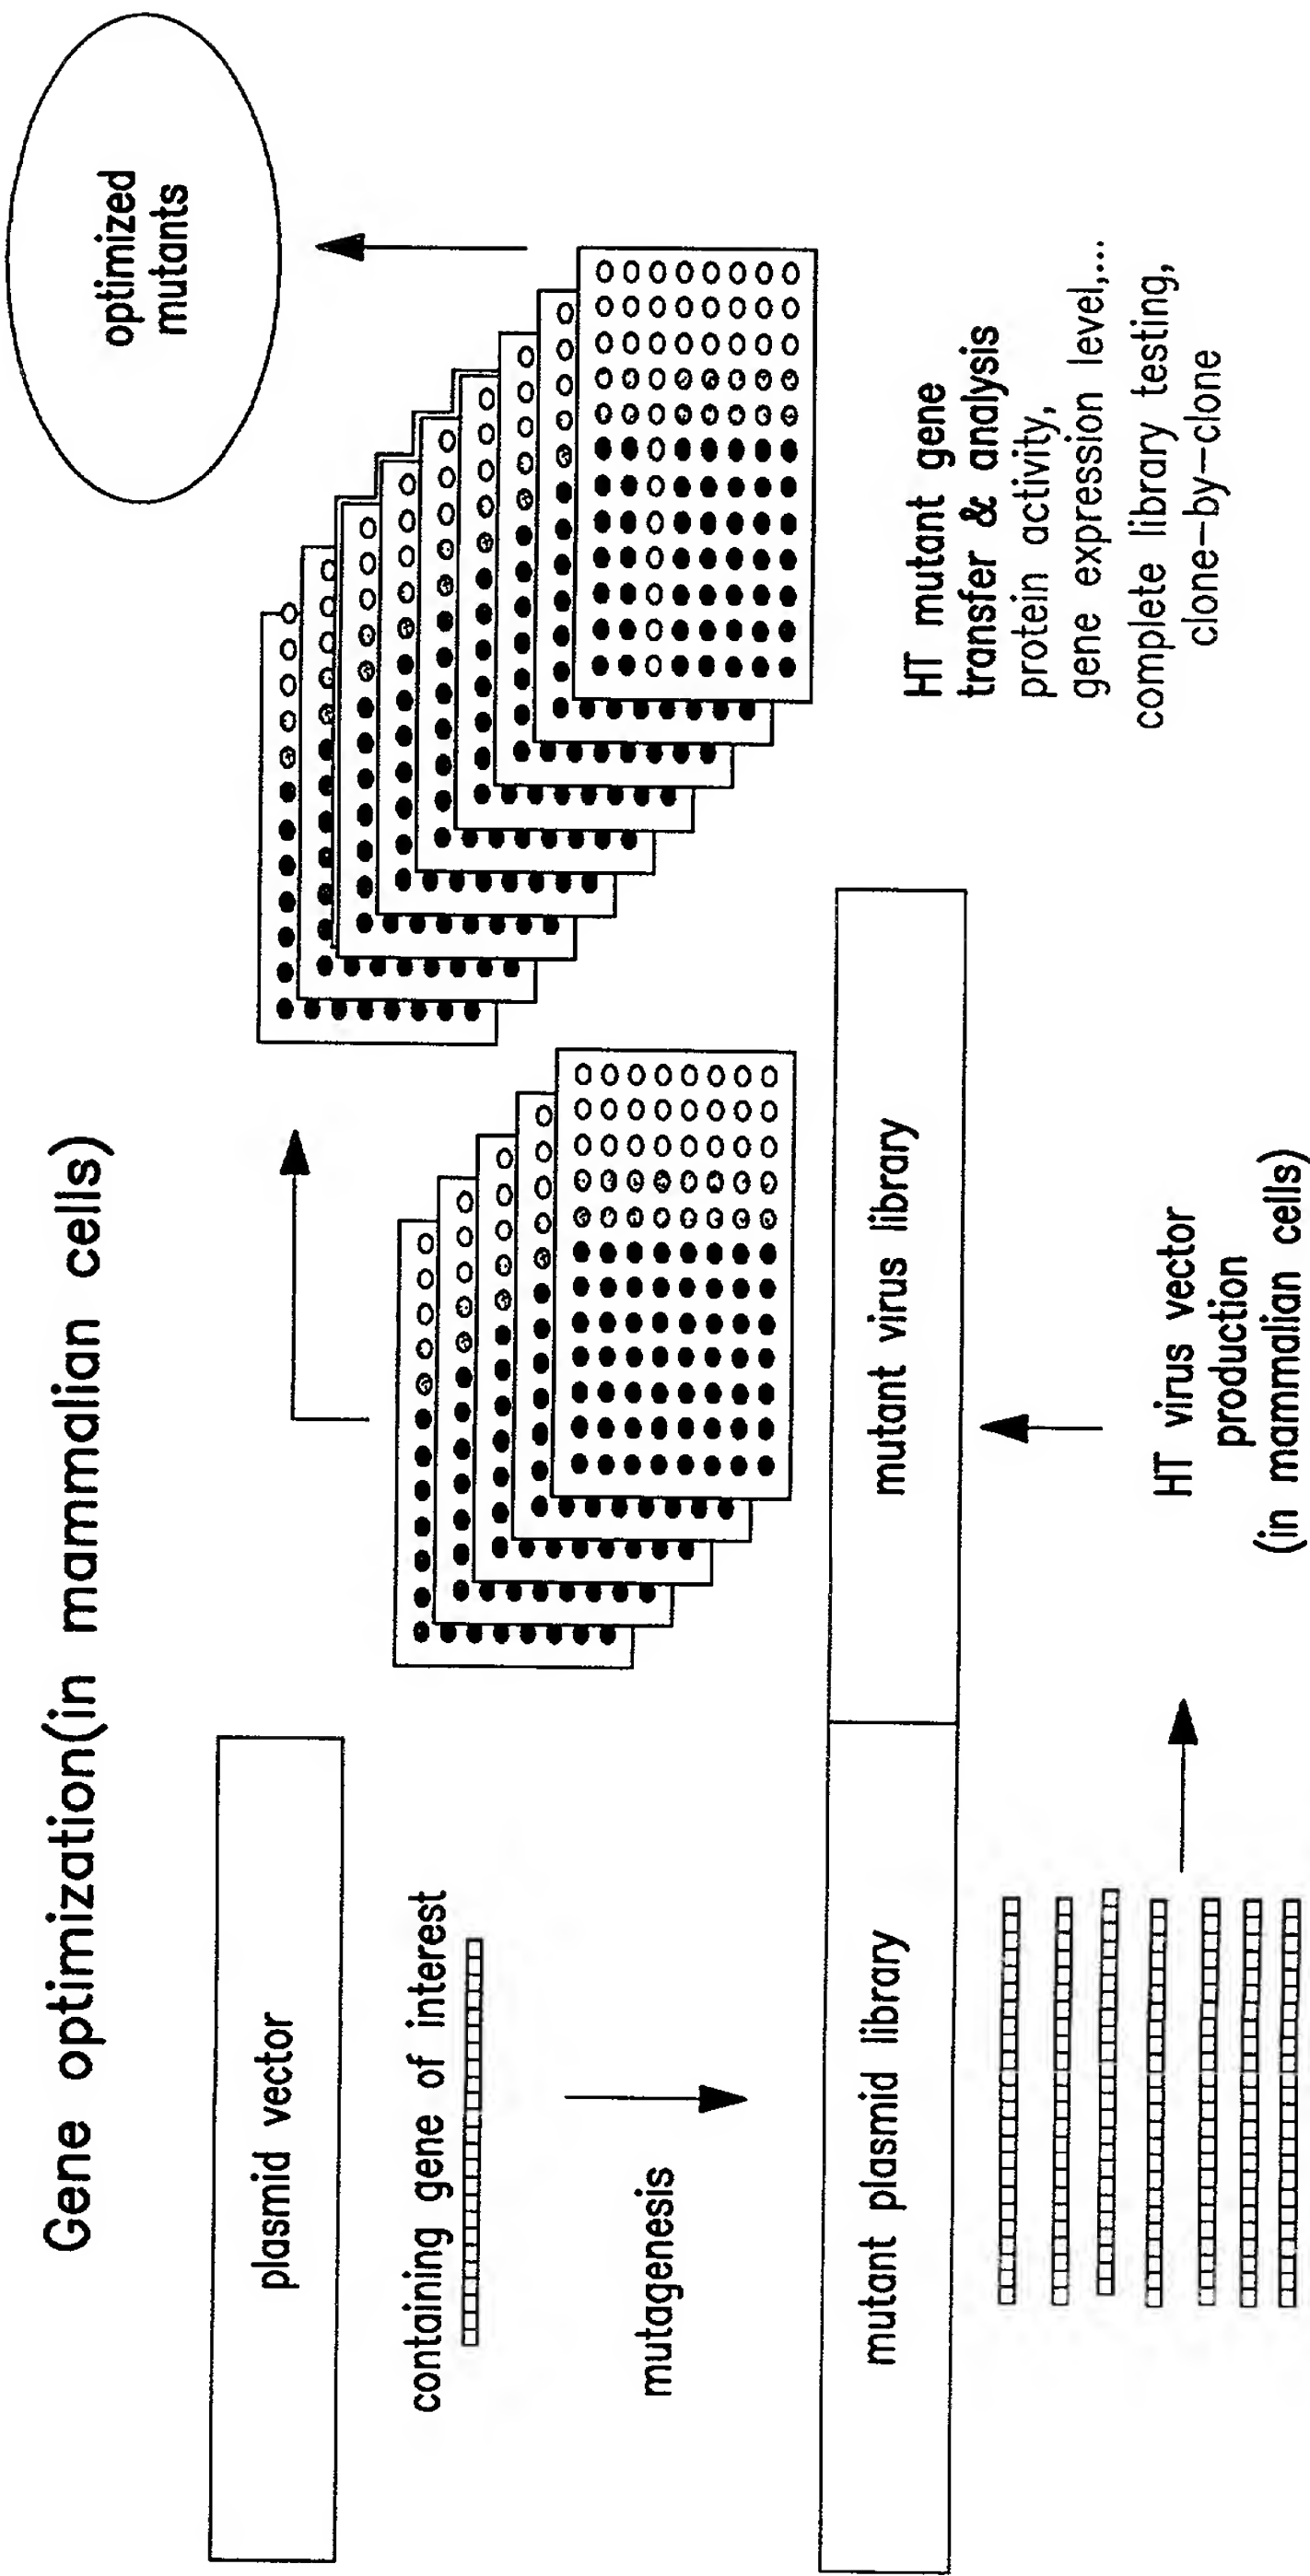 Gene optimization(in mammalian cells)
plasmid vector
containing gene of interest
mutagenesis
mutant plasmid library
mutant virus library
HT virus vector
production
(in mammalian cells)
HT mutant gene
transfer & analysis
protein activity,
gene expression level,...
complete library testing,
clone-by-clone
optimized
mutants